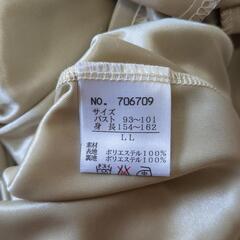 NO. 706709
サイズ
バスト 93～101
身長 154～162
LL
素材
表地 ポリエステル100%
裏地 ポリエステル100%